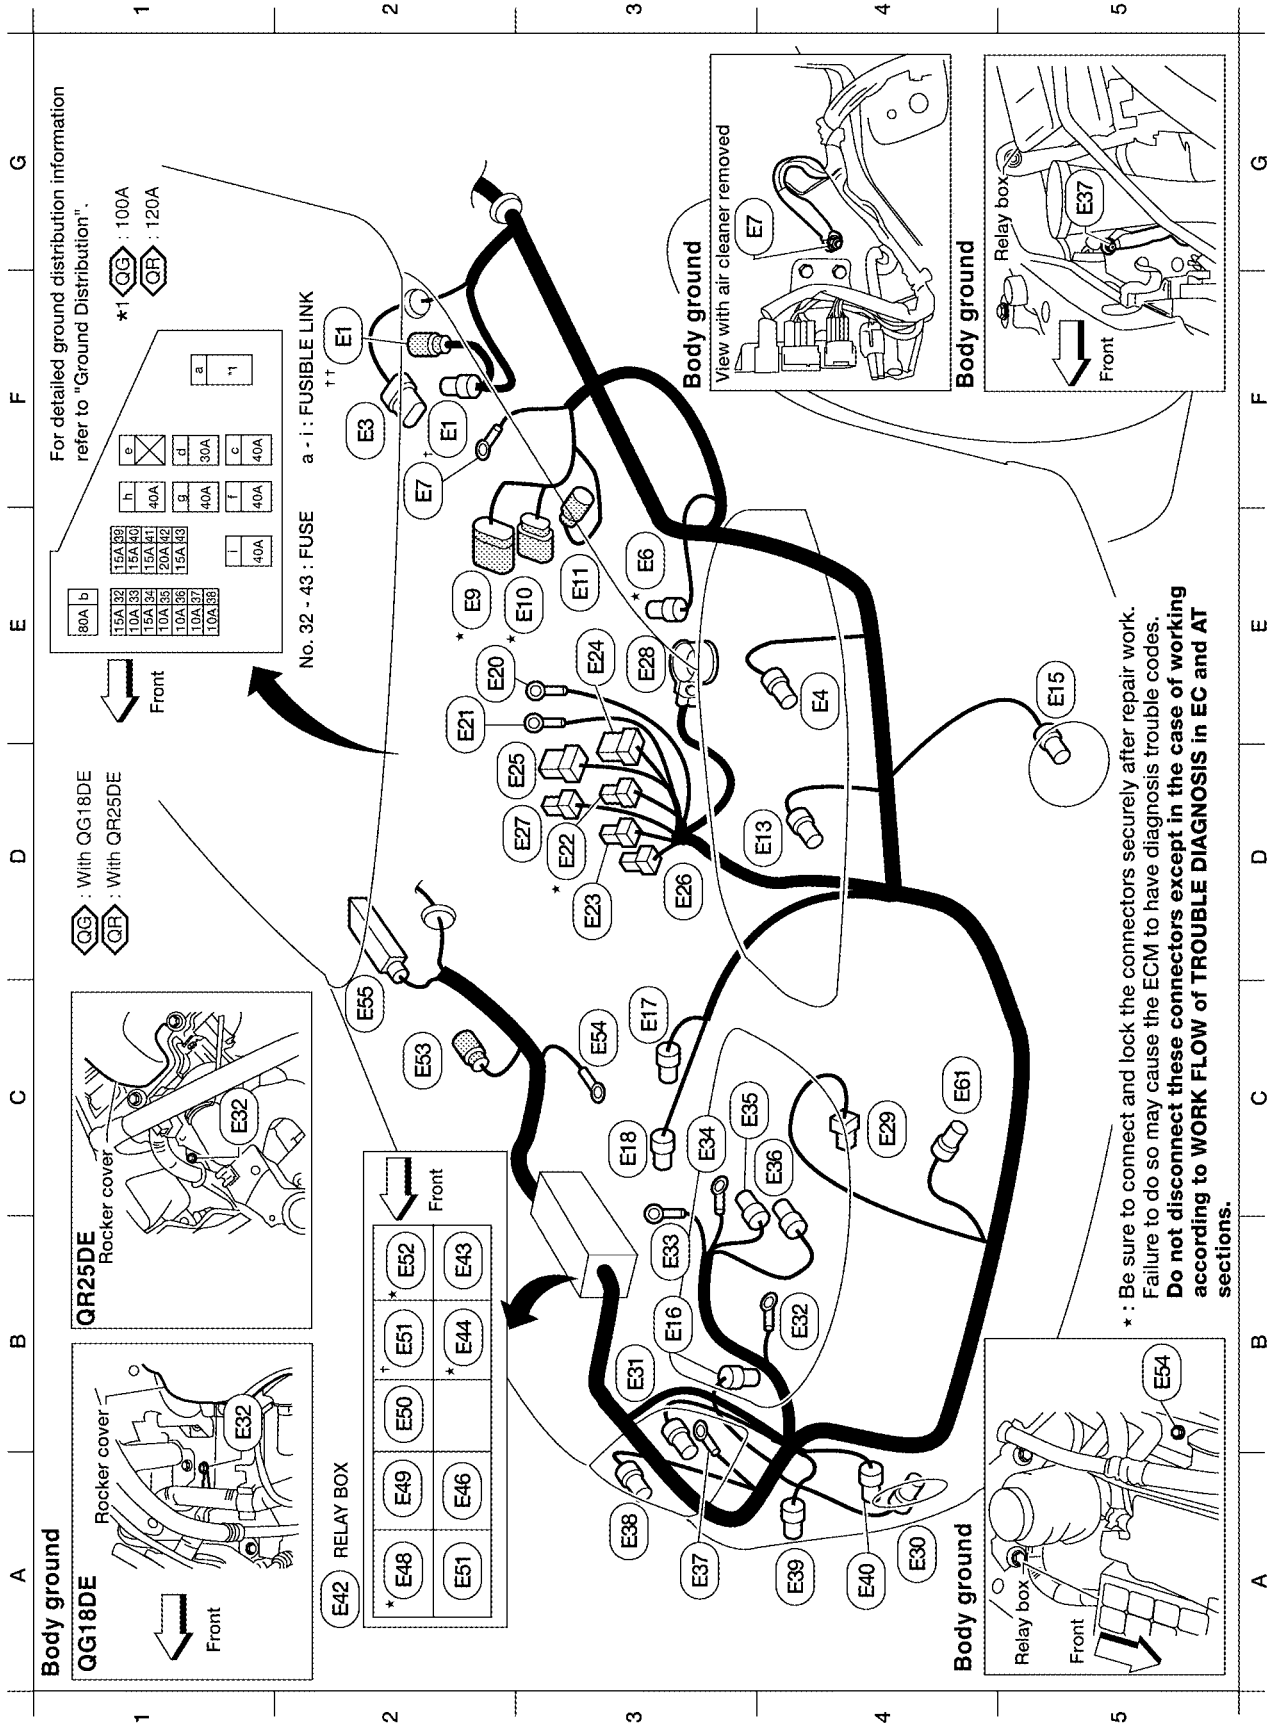 1
2
3
4
5
A
B
C
D
E
F
G
Body ground
QG18DE
Rocker cover
E32
Front
QR25DE
Rocker cover
E32
QG : With QG18DE
QR : With QR25DE
For detailed ground distribution information
refer to "Ground Distribution".
*1 QG : 100A
QR : 120A
80A b
15A 32
10A 33
15A 34
10A 35
10A 36
10A 37
10A 38
15A 39
15A 40
15A 41
20A 42
15A 43
h
40A
e
g
40A
d
30A
i
40A
f
40A
c
40A
a
*1
Front
No. 32 - 43 : FUSE
a - i : FUSIBLE LINK
E42 RELAY BOX
★ E48
E49
E50
† E51
★ E52
E51
E46
★ E44
E43
Front
E55
E53
E54
E3
†† E1
† E1
E7
★ E9
★ E10
E11
★ E6
E20
E21
E24
E28
E25
E27
★ E22
E23
E26
E13
E4
E15
E17
E18
E34
E35
E36
E33
E29
E61
E16
E32
E31
E38
E37
E39
E40
E30
Body ground
View with air cleaner removed
E7
Body ground
Relay box
E37
Front
Body ground
Relay box
Front
E54
★ : Be sure to connect and lock the connectors securely after repair work.
Failure to do so may cause the ECM to have diagnosis trouble codes.
Do not disconnect these connectors except in the case of working
according to WORK FLOW of TROUBLE DIAGNOSIS in EC and AT
sections.
1
2
3
4
5
A
B
C
D
E
F
G